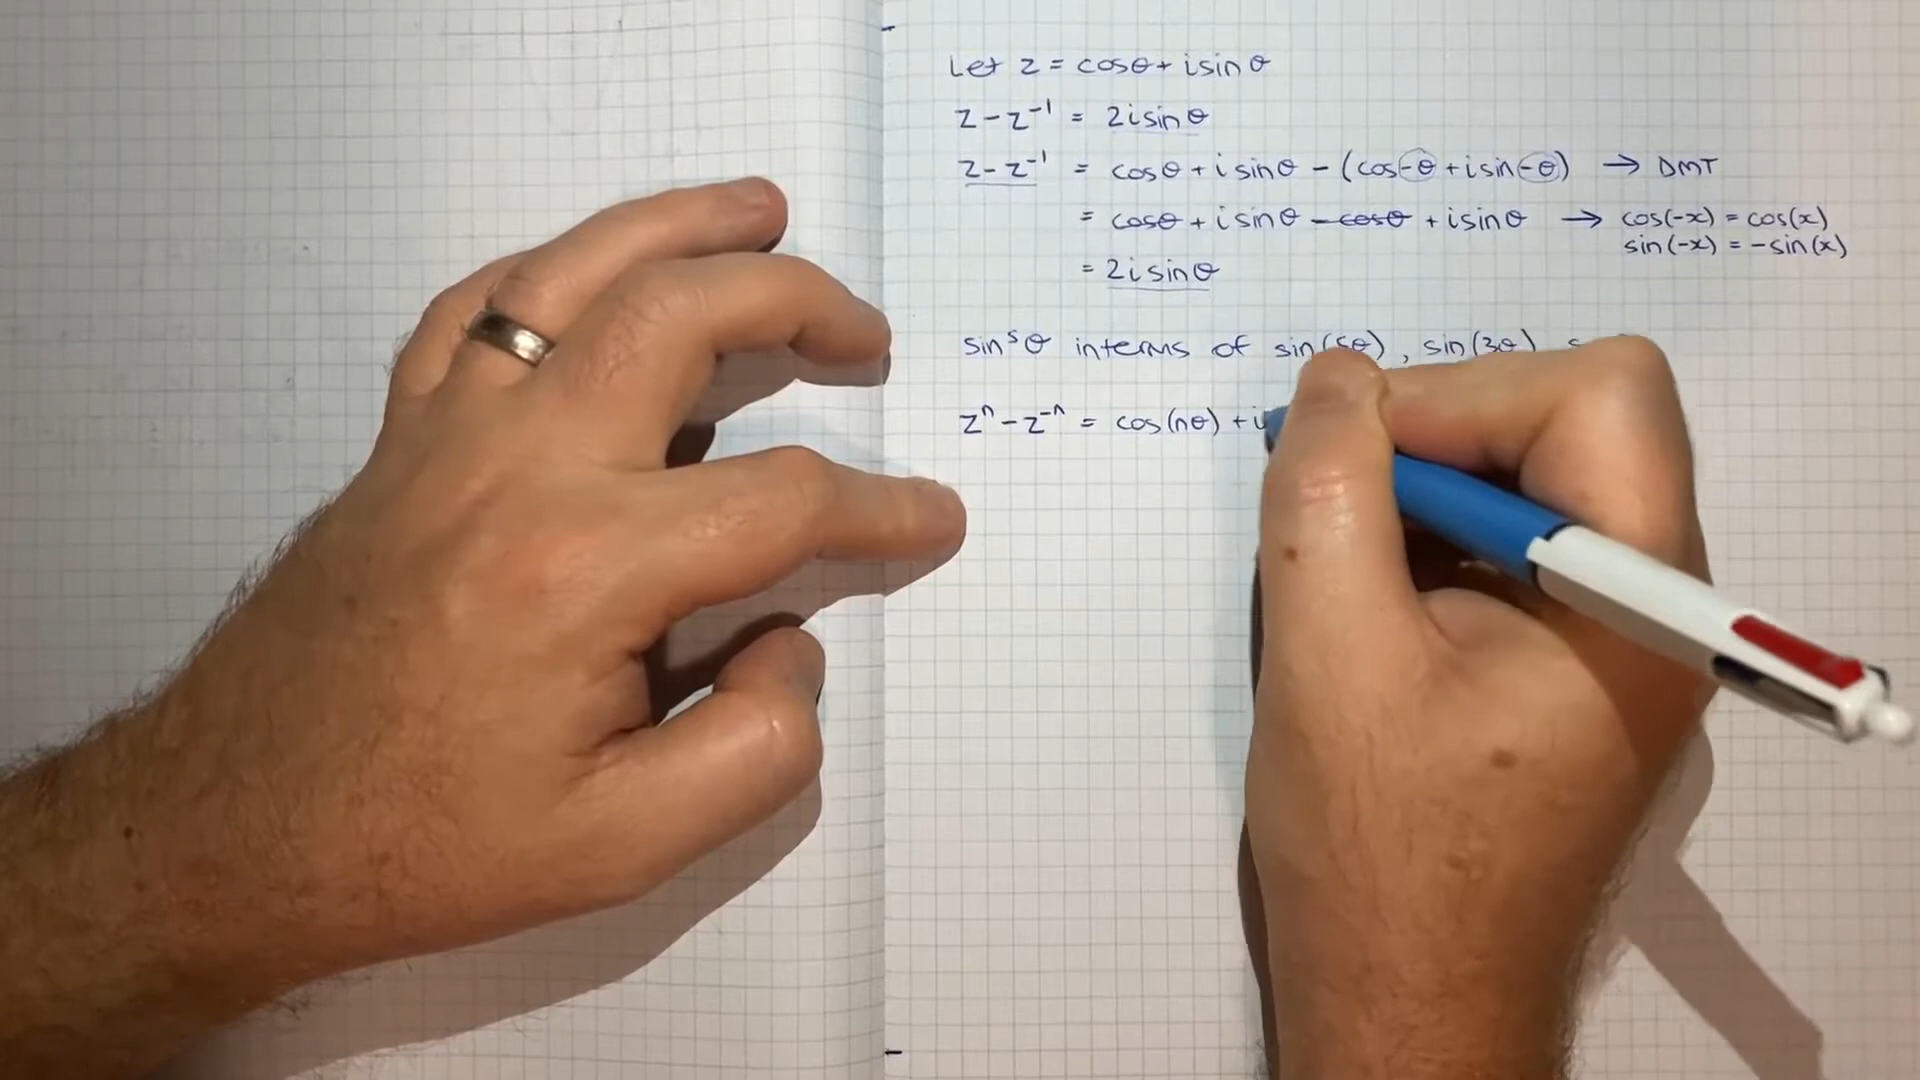 Let z = cosθ + isinθ
z - z⁻¹ = 2isinθ
z - z⁻¹ = cosθ + isinθ - (cos-θ + isin-θ) → DMT
= cosθ + isinθ - cosθ + isinθ → cos(-x) = cos(x)
sin(-x) = -sin(x)
= 2isinθ
sin⁵θ interms of sin(5θ), sin(3θ)
zⁿ - z⁻ⁿ = cos(nθ) + i